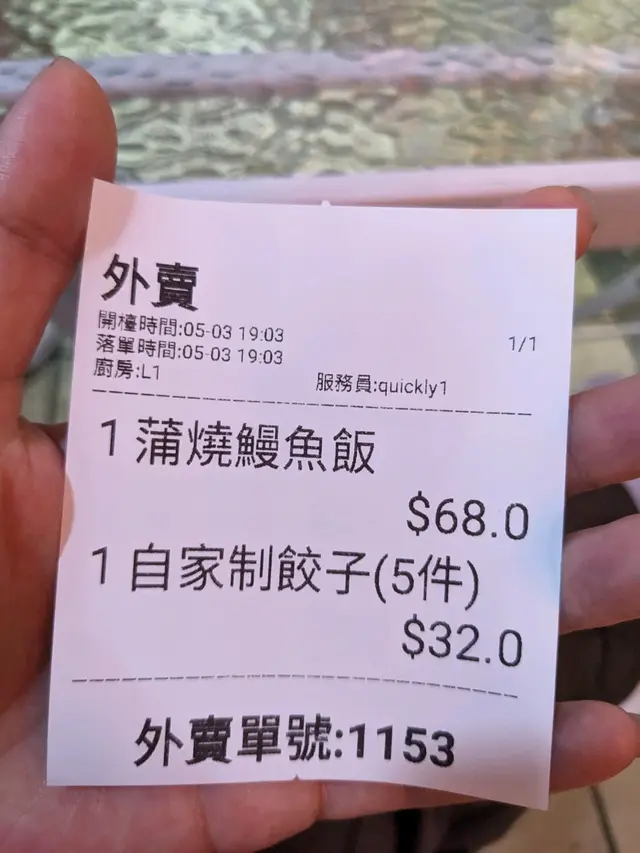 外賣
開檯時間:05-03 19:03
1/1
落單時間:05-03 19:03
廚房:L1
服務員:quickly1
1 蒲燒鰻魚飯
$68.0
1 自家制餃子(5件)
$32.0
外賣單號:1153